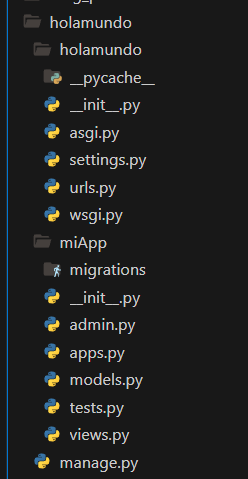 holamundo
holamundo
__pycache__
__init__.py
asgi.py
settings.py
urls.py
wsgi.py
miApp
migrations
__init__.py
admin.py
apps.py
models.py
tests.py
views.py
manage.py